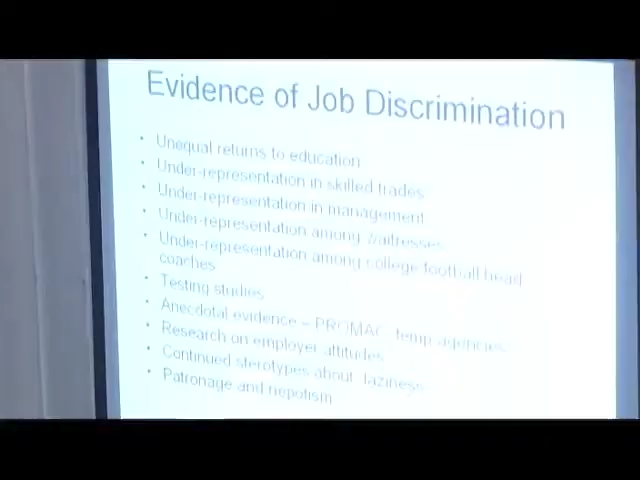 Evidence of Job Discrimination
• Unequal returns to education
• Under-representation in skilled trades
• Under-representation in management
• Under-representation among waitresses
• Under-representation among college football head
coaches
• Testing studies
• Anecdotal evidence – PROMAC temp agencies
• Research on employer attitudes
• Continued sterotypes about laziness
• Patronage and nepotism